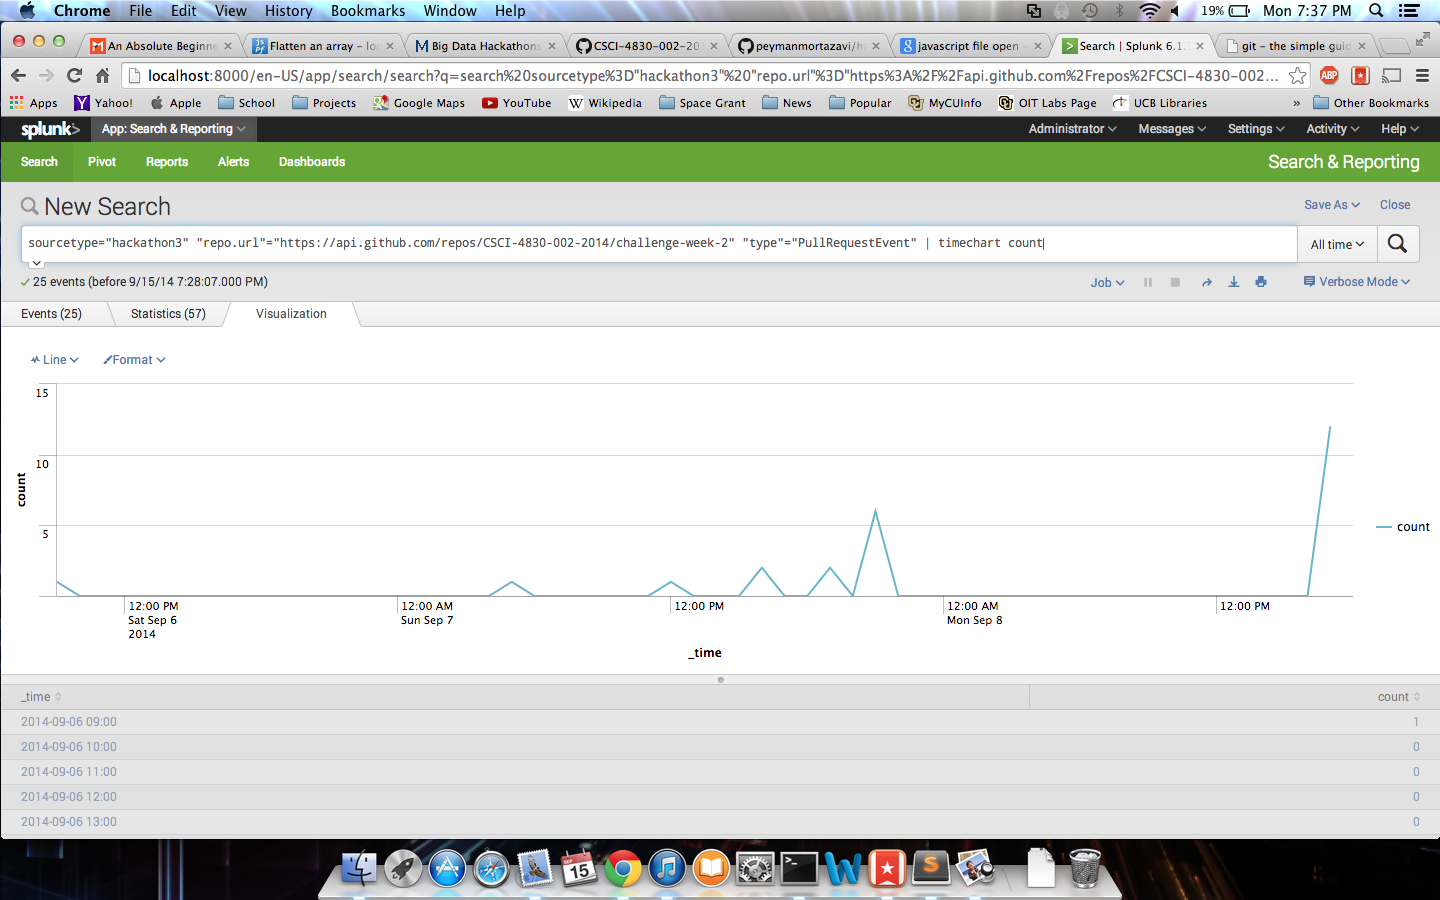 Chrome File Edit View History Bookmarks Window Help 19% Mon 7:37 PM
An Absolute Beginne Flatten an array – lo Big Data Hackathons CSCI-4830-002-20 peymanmortazavi/ha javascript file open – Search | Splunk 6.1. git – the simple guid
localhost:8000/en-US/app/search/search?q=search%20sourcetype%3D"hackathon3"%20"repo.url"%3D"https%3A%2F%2Fapi.github.com%2Frepos%2FCSCI-4830-002... ABP
Apps Yahoo! Apple School Projects Google Maps YouTube Wikipedia Space Grant News Popular MyCUInfo OIT Labs Page UCB Libraries » Other Bookmarks
splunk> App: Search & Reporting Administrator Messages Settings Activity Help
Search Pivot Reports Alerts Dashboards Search & Reporting
New Search Save As Close
sourcetype="hackathon3" "repo.url"="https://api.github.com/repos/CSCI-4830-002-2014/challenge-week-2" "type"="PullRequestEvent" | timechart count All time
25 events (before 9/15/14 7:28:07.000 PM) Job Verbose Mode
Events (25) Statistics (57) Visualization
Line Format
15
10
5
count
count
12:00 PM
Sat Sep 6
2014
12:00 AM
Sun Sep 7
12:00 PM
12:00 AM
Mon Sep 8
12:00 PM
_time
_time count
2014-09-06 09:00 1
2014-09-06 10:00 0
2014-09-06 11:00 0
2014-09-06 12:00 0
2014-09-06 13:00 0
SEP
15